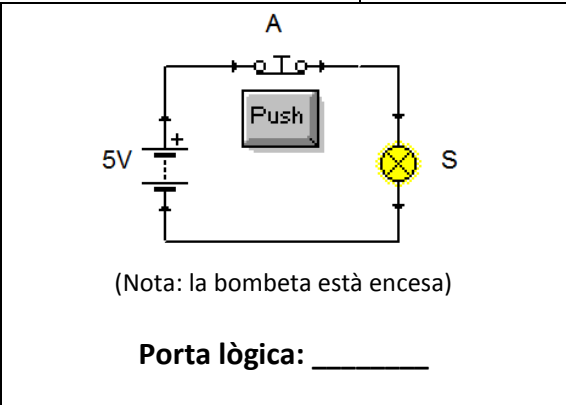 A
Push
+
5V
S
(Nota: la bombeta està encesa)
Porta lògica: ________